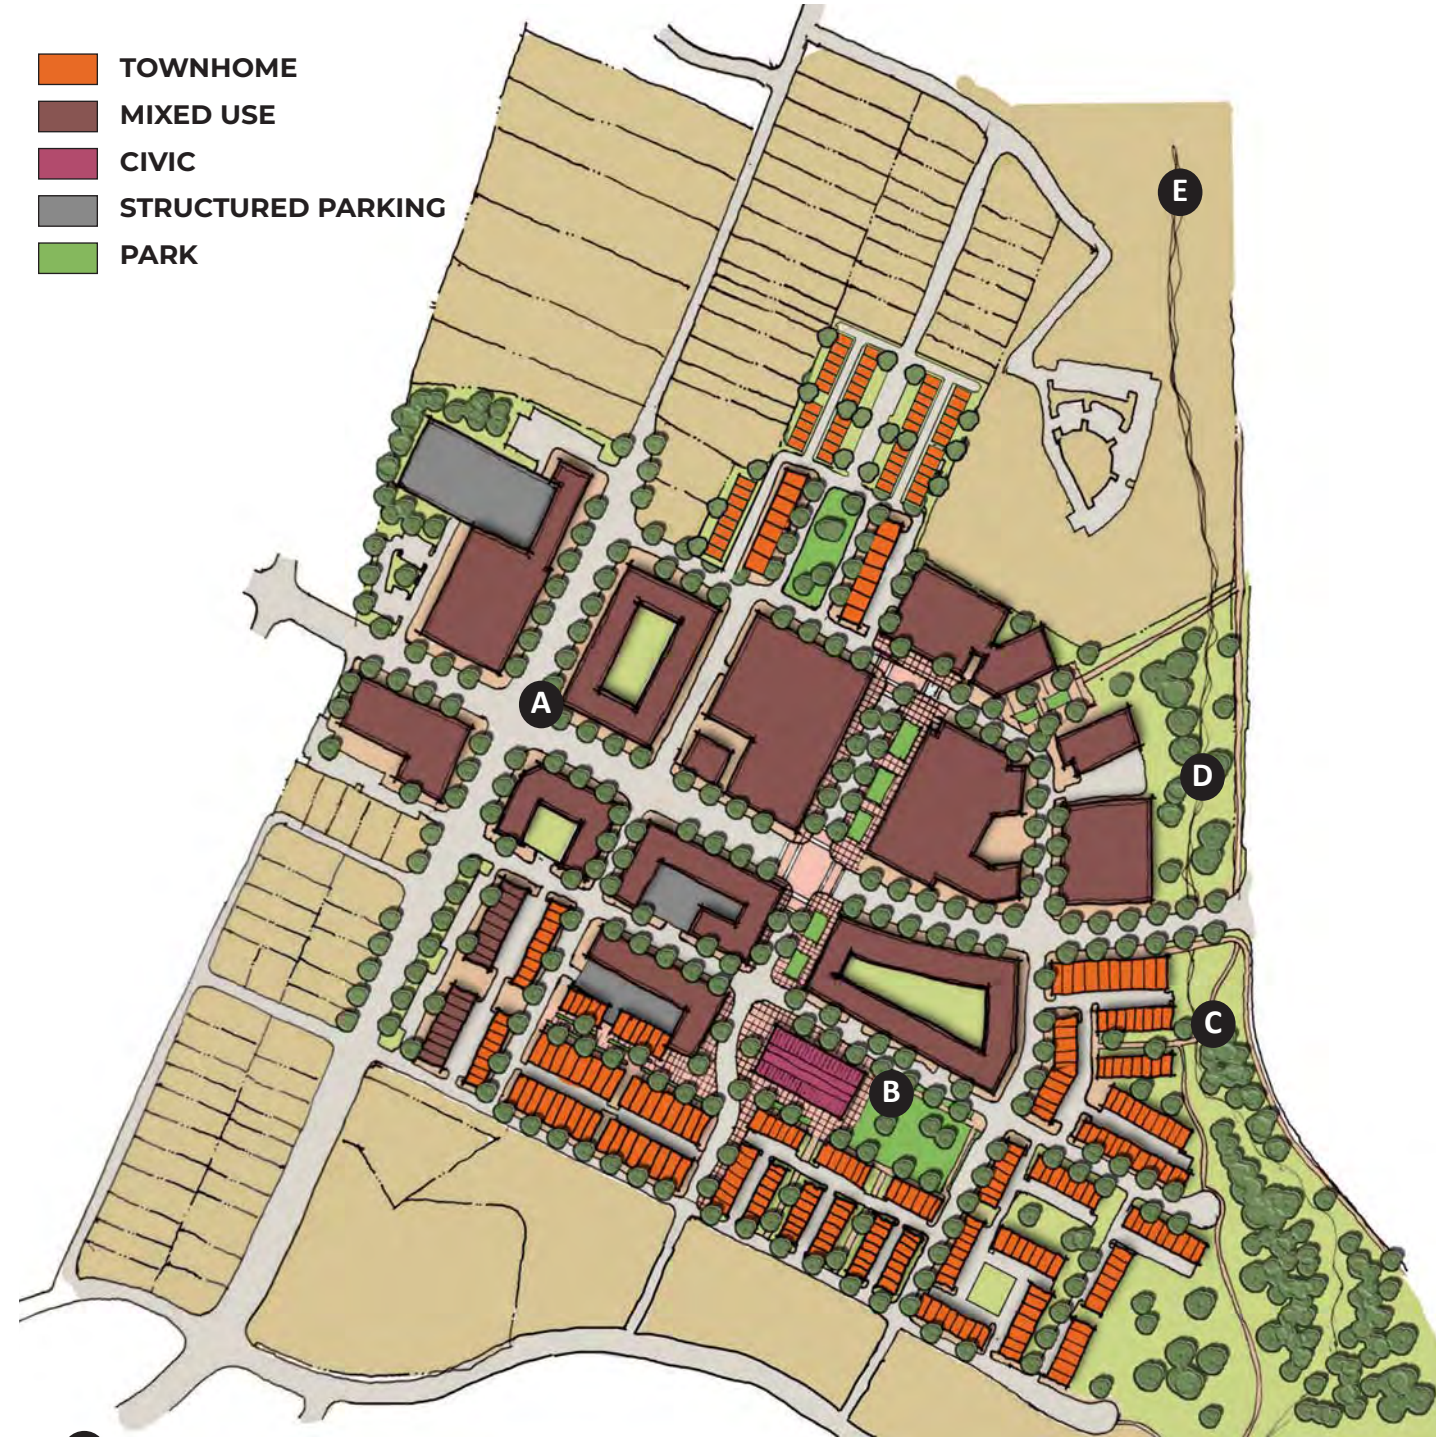 TOWNHOME
MIXED USE
CIVIC
STRUCTURED PARKING
PARK
E
A
D
C
B